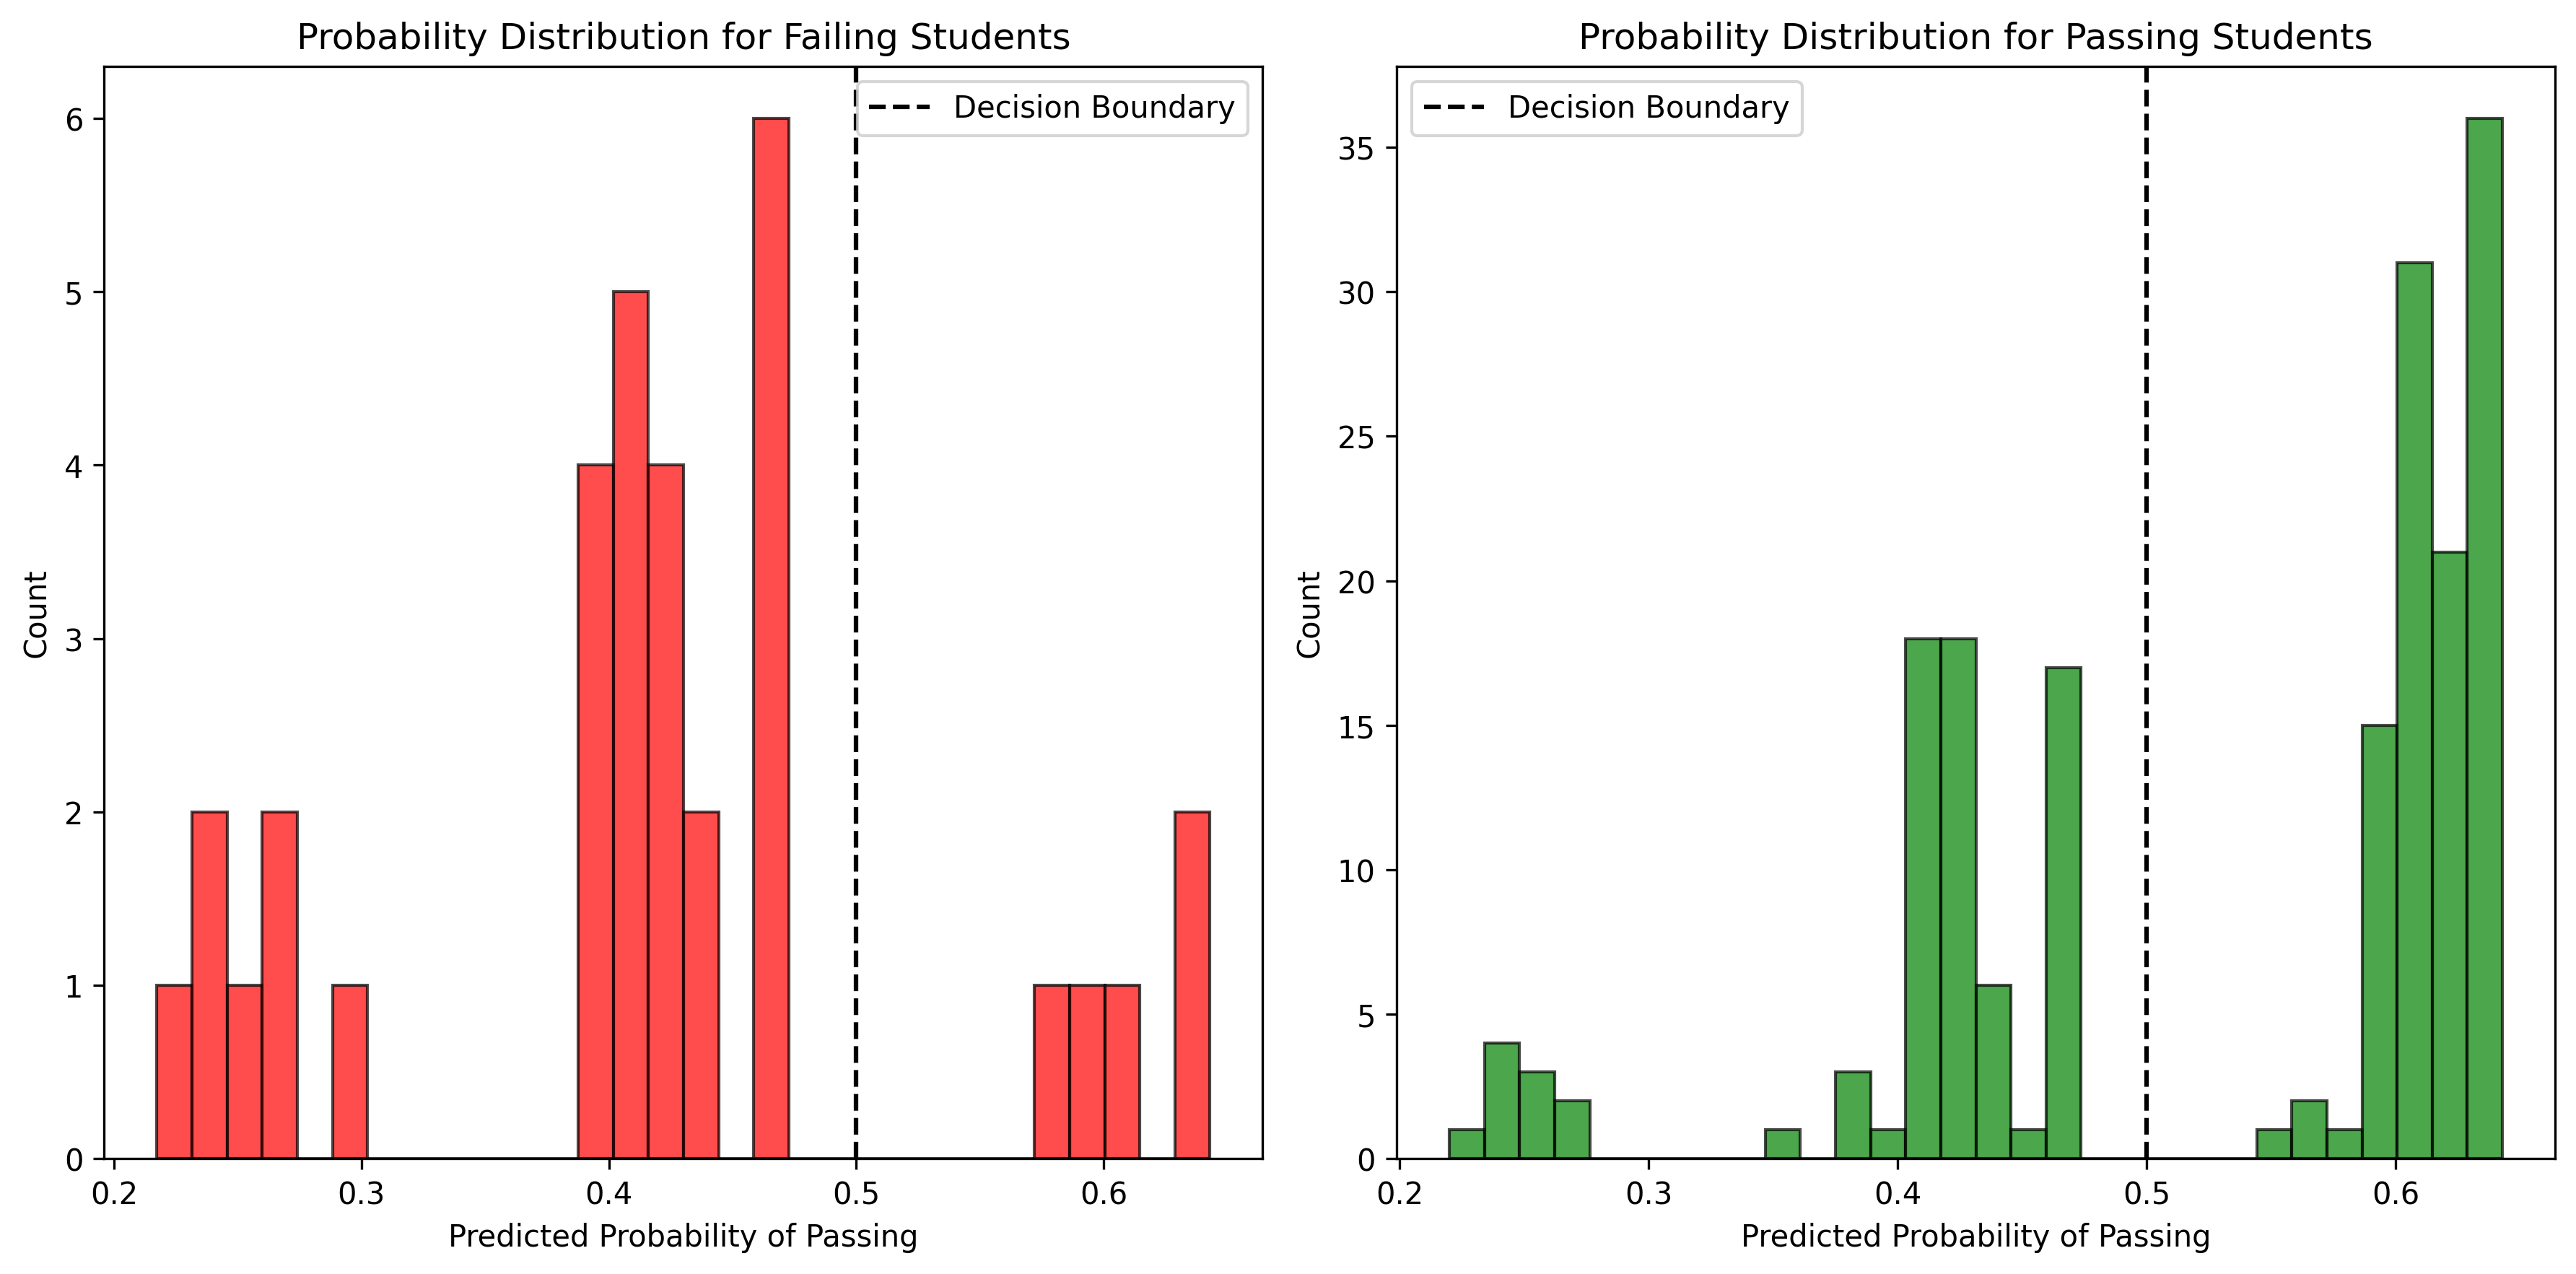 Probability Distribution for Failing Students
Decision Boundary
Count
6
5
4
3
2
1
0
0.2 0.3 0.4 0.5 0.6
Predicted Probability of Passing
Probability Distribution for Passing Students
Decision Boundary
Count
35
30
25
20
15
10
5
0
0.2 0.3 0.4 0.5 0.6
Predicted Probability of Passing